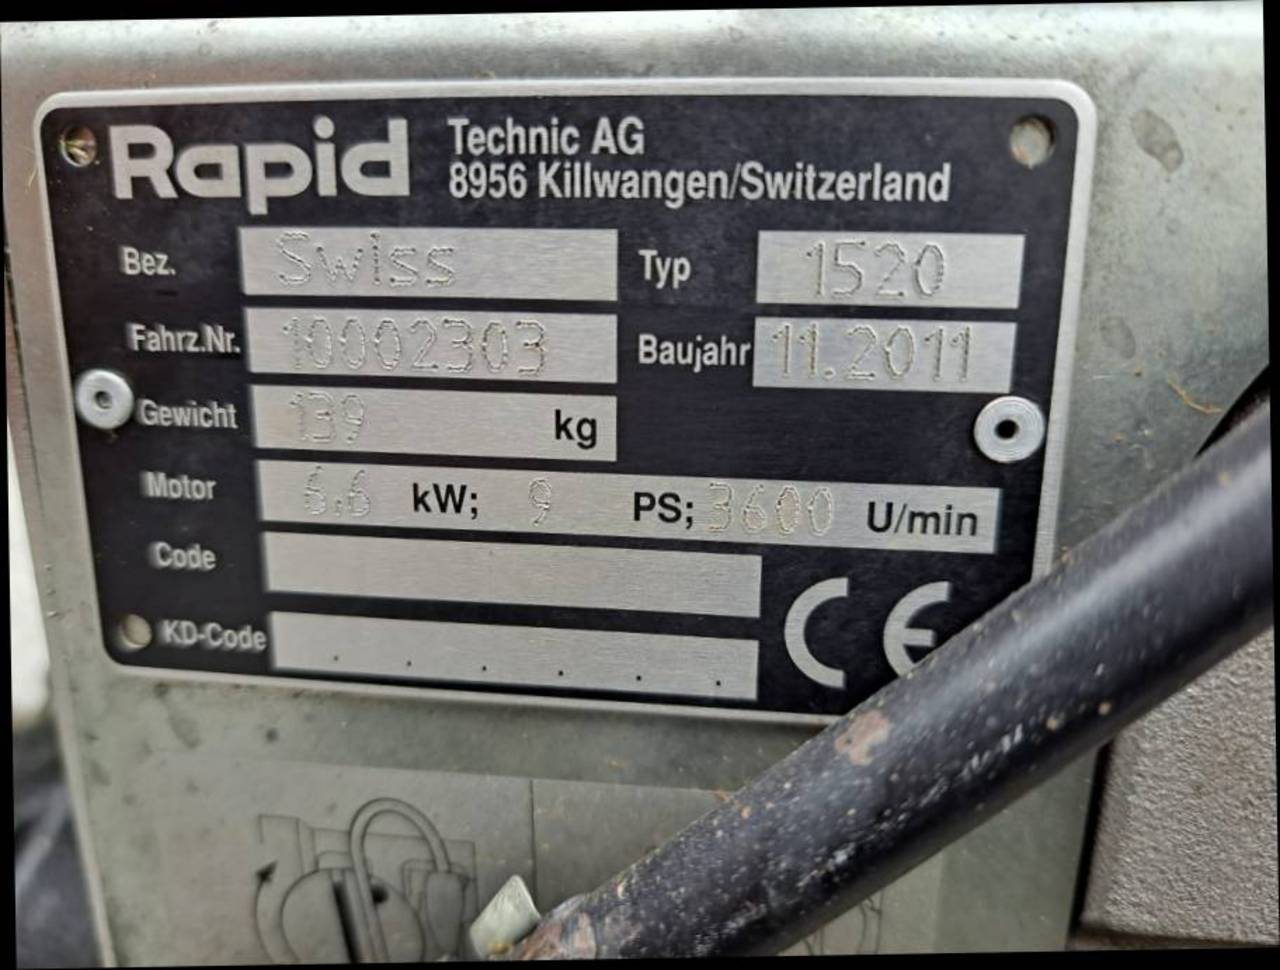 Rapid Technic AG
8956 Killwangen/Switzerland
Bez. Swiss Typ 1520
Fahrz.Nr. 10002303 Baujahr 11.2011
Gewicht 139 kg
Motor 6,6 kW; 9 PS; 3600 U/min
Code
KD-Code . . . . . .
CE